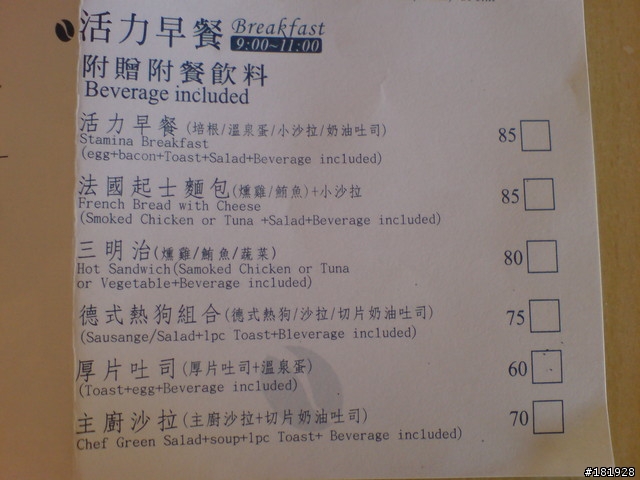 活力早餐 Breakfast
9:00~11:00
附贈附餐飲料
Beverage included
活力早餐(培根/溫泉蛋/小沙拉/奶油吐司) 85
Stamina Breakfast
(egg+bacon+Toast+Salad+Beverage included)
法國起士麵包(燻雞/鮪魚)+小沙拉 85
French Bread with Cheese
(Smoked Chicken or Tuna +Salad+Beverage included)
三明治(燻雞/鮪魚/蔬菜) 80
Hot Sandwich(Samoked Chicken or Tuna
or Vegetable+Beverage included)
德式熱狗組合(德式熱狗/沙拉/切片奶油吐司) 75
(Sausange/Salad+1pc Toast+Bleverage included)
厚片吐司(厚片吐司+溫泉蛋) 60
(Toast+egg+Beverage included)
主廚沙拉(主廚沙拉+切片奶油吐司) 70
Chef Green Salad+soup+1pc Toast+ Beverage included)
#181928